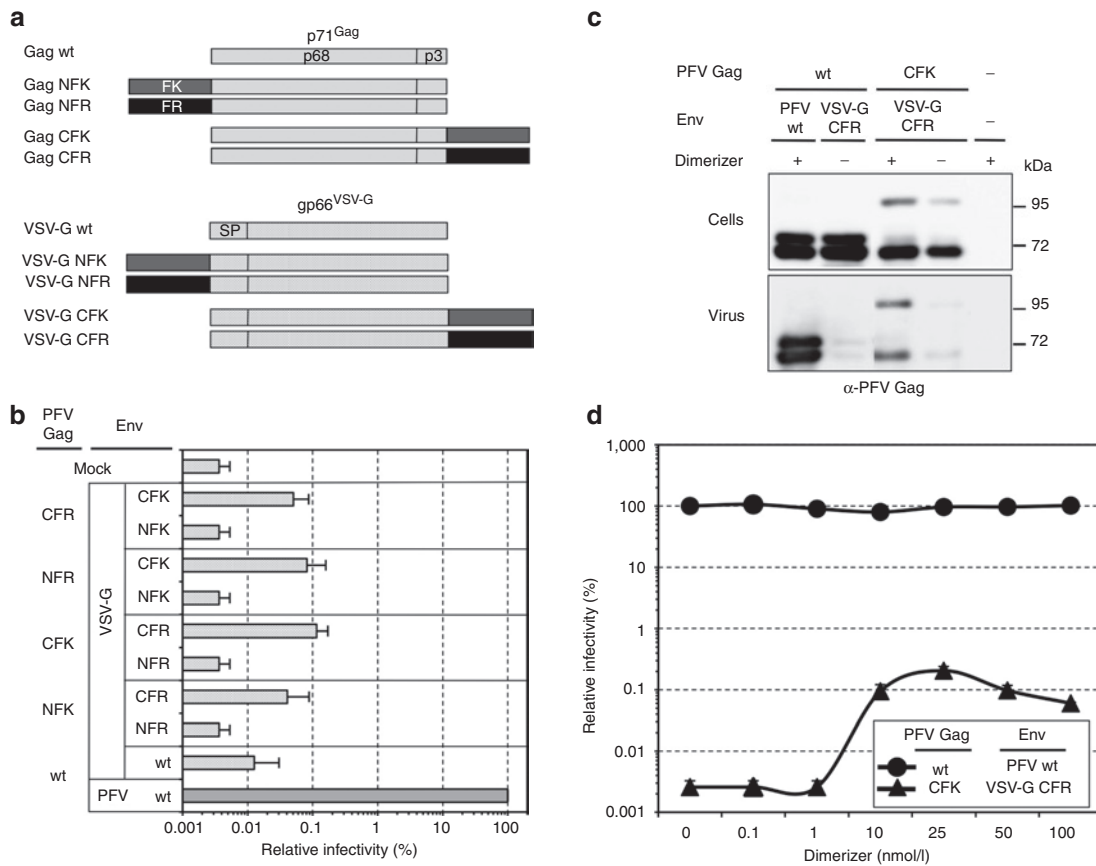 a
p71Gag
Gag wt p68 p3
Gag NFK FK
Gag NFR FR
Gag CFK
Gag CFR
gp66VSV-G
VSV-G wt SP
VSV-G NFK
VSV-G NFR
VSV-G CFK
VSV-G CFR
b
PFV Gag Env
Mock
CFR VSV-G CFK
NFK
NFR CFK
NFK
CFK CFR
NFR
NFK CFR
NFR
wt wt
PFV wt
0.001 0.01 0.1 1 10 100
Relative infectivity (%)
c
PFV Gag wt CFK –
Env PFV wt VSV-G CFR VSV-G CFR –
Dimerizer + – + – + kDa
Cells 95
72
Virus 95
72
α-PFV Gag
d
1,000
100
10
1
0.1
0.01
0.001
Relative infectivity (%)
PFV Gag Env
wt PFV wt
CFK VSV-G CFR
0 0.1 1 10 25 50 100
Dimerizer (nmol/l)